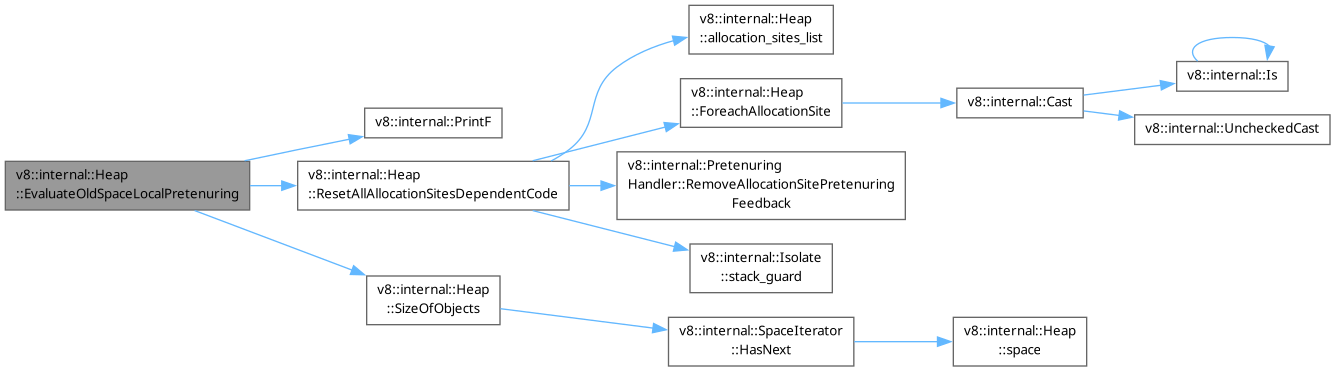 v8::internal::Heap
::EvaluateOldSpaceLocalPretenuring
v8::internal::PrintF
v8::internal::Heap
::ResetAllAllocationSitesDependentCode
v8::internal::Heap
::SizeOfObjects
v8::internal::Heap
::allocation_sites_list
v8::internal::Heap
::ForeachAllocationSite
v8::internal::Pretenuring
Handler::RemoveAllocationSitePretenuring
Feedback
v8::internal::Isolate
::stack_guard
v8::internal::SpaceIterator
::HasNext
v8::internal::Cast
v8::internal::Heap
::space
v8::internal::Is
v8::internal::UncheckedCast